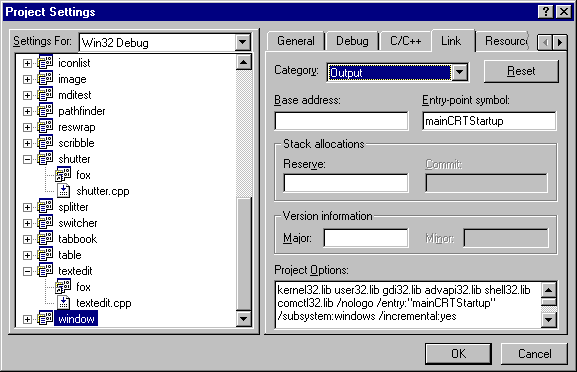 Project Settings
Settings For: Win32 Debug
iconlist
image
mditest
pathfinder
reswrap
scribble
shutter
fox
shutter.cpp
splitter
switcher
tabbook
table
textedit
fox
textedit.cpp
window
General Debug C/C++ Link Resource
Category: Output Reset
Base address: Entry-point symbol:
mainCRTStartup
Stack allocations
Reserve: Commit:
Version information
Major: Minor:
Project Options:
kernel32.lib user32.lib gdi32.lib advapi32.lib shell32.lib
comctl32.lib /nologo /entry:"mainCRTStartup"
/subsystem:windows /incremental:yes
OK Cancel